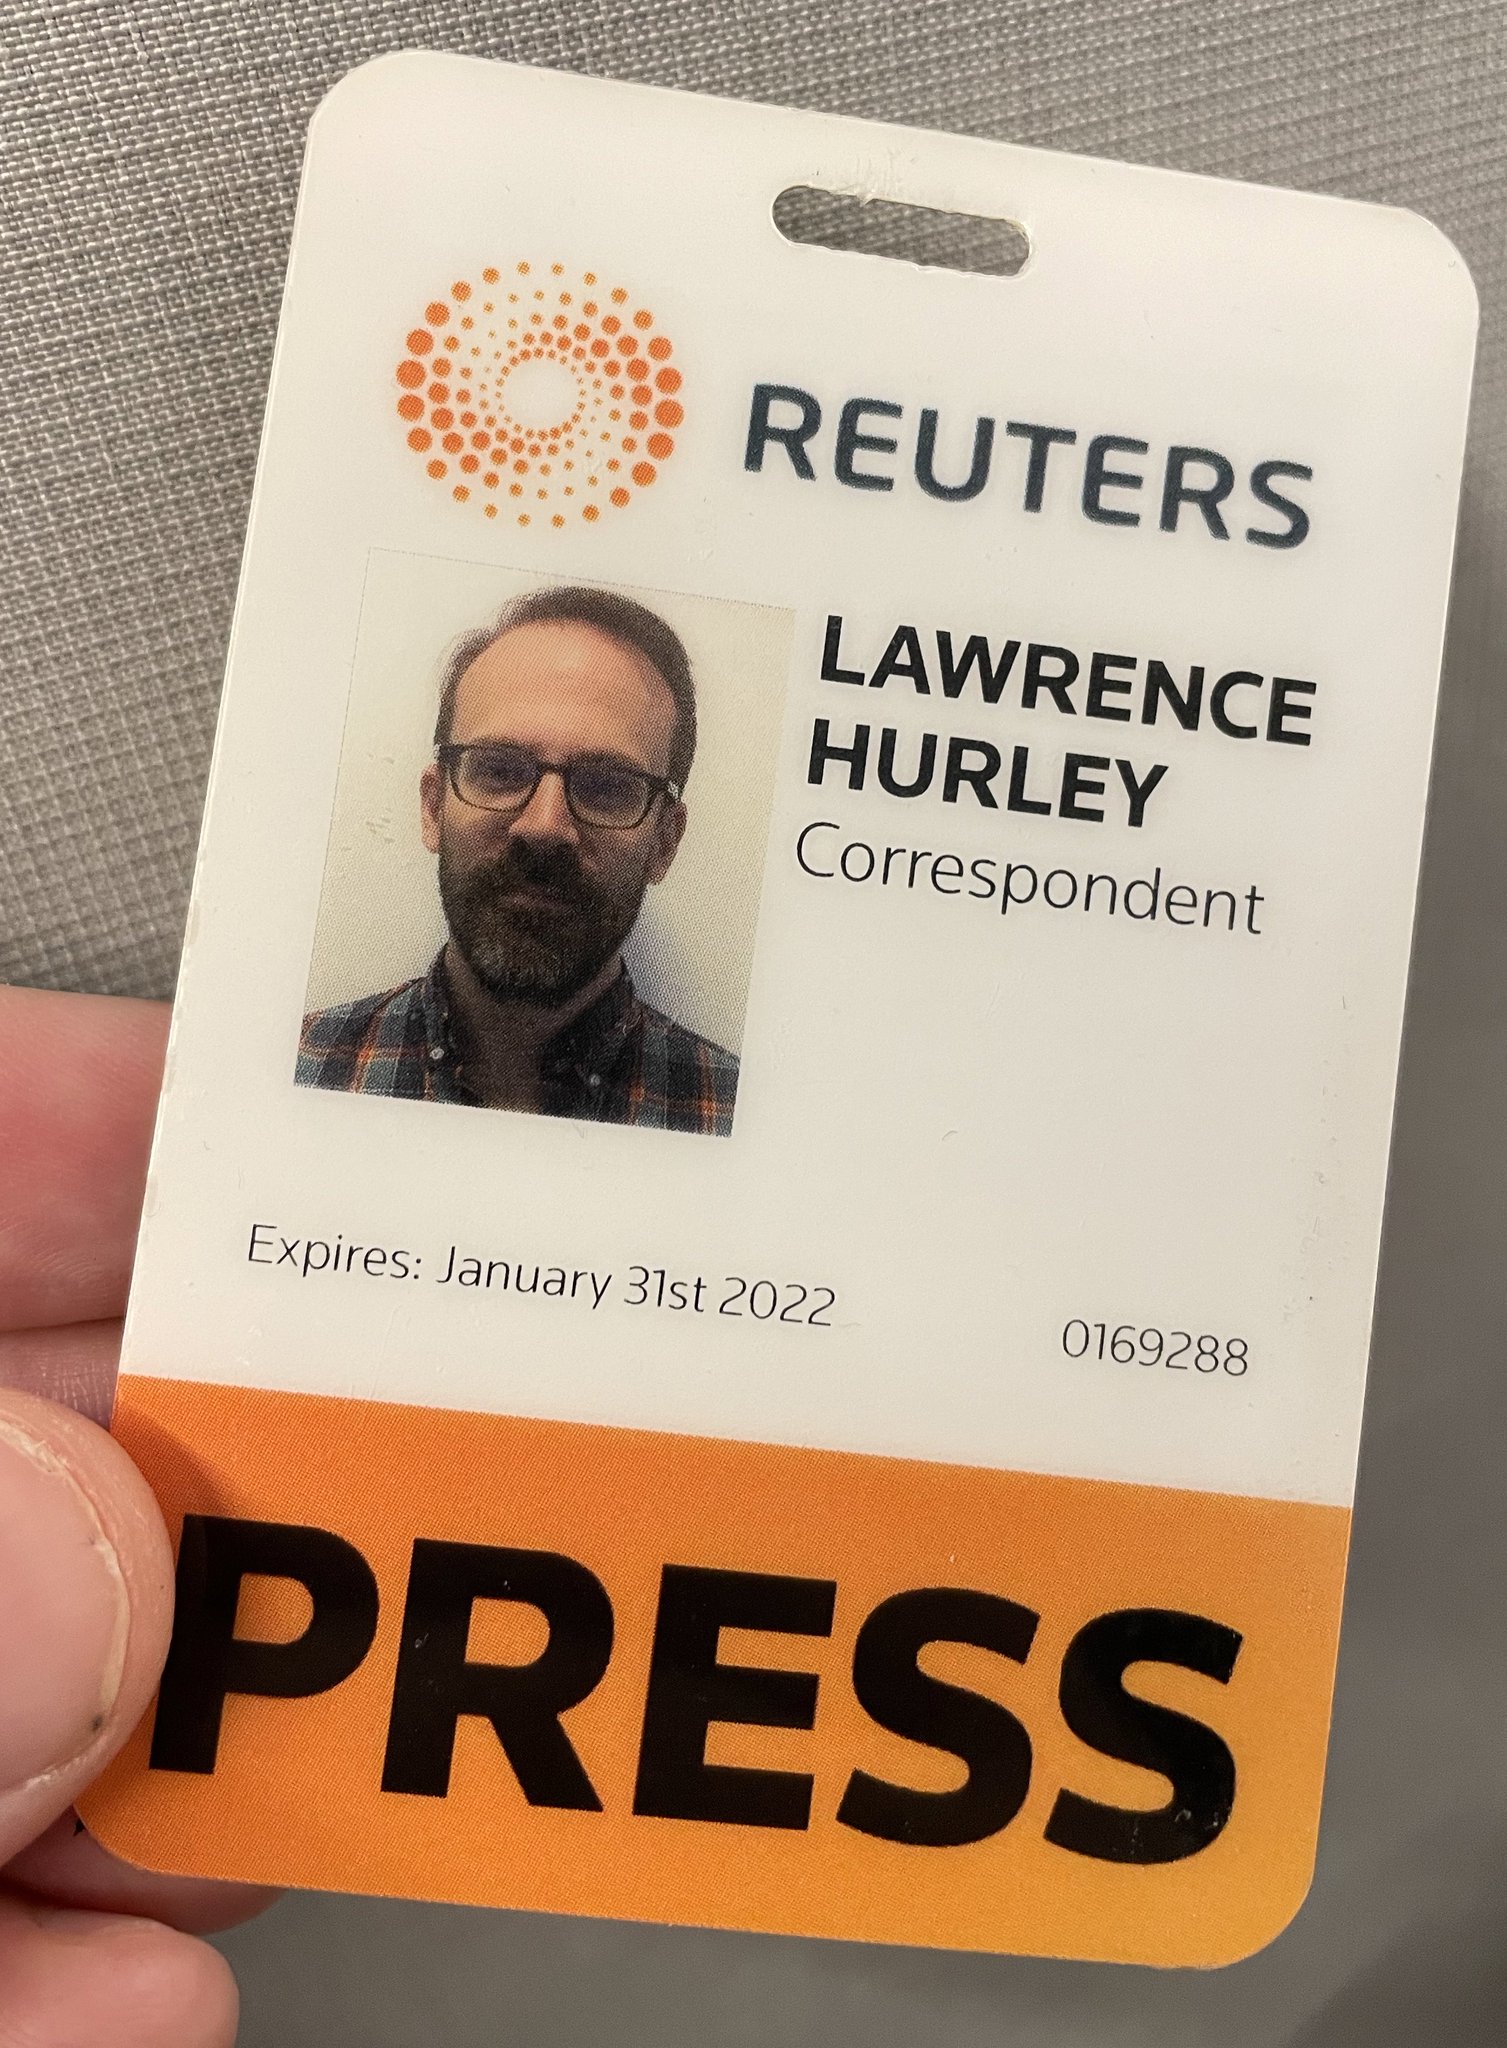 REUTERS
LAWRENCE
HURLEY
Correspondent
Expires: January 31st 2022
0169288
PRESS